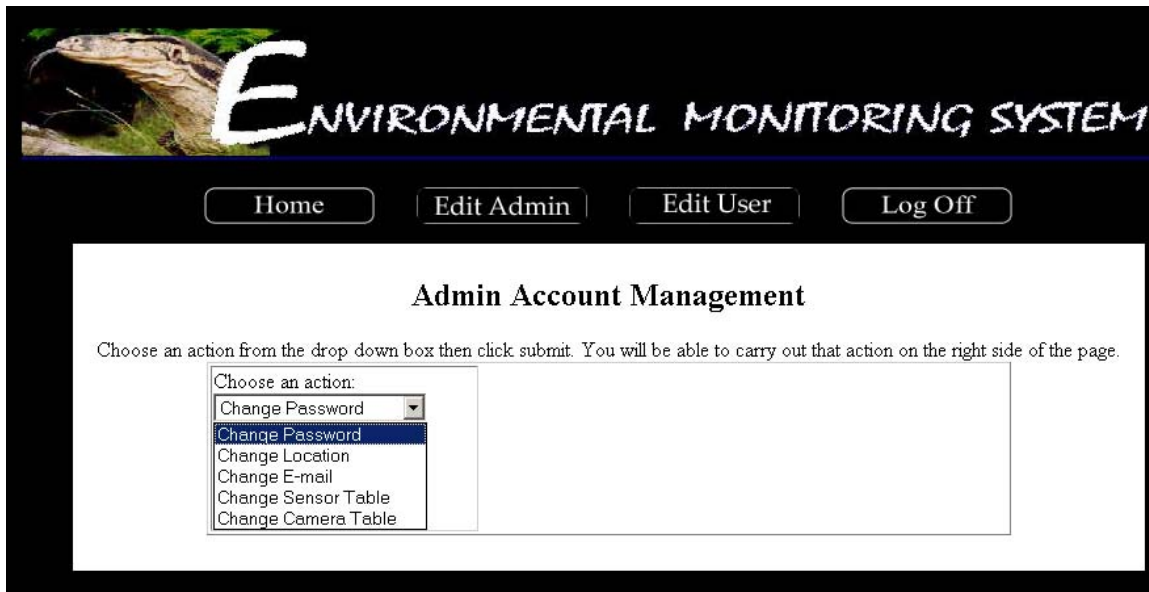 ENVIRONMENTAL MONITORING SYSTEM
Home Edit Admin Edit User Log Off
Admin Account Management
Choose an action from the drop down box then click submit. You will be able to carry out that action on the right side of the page.
Choose an action:
Change Password
Change Password
Change Location
Change E-mail
Change Sensor Table
Change Camera Table